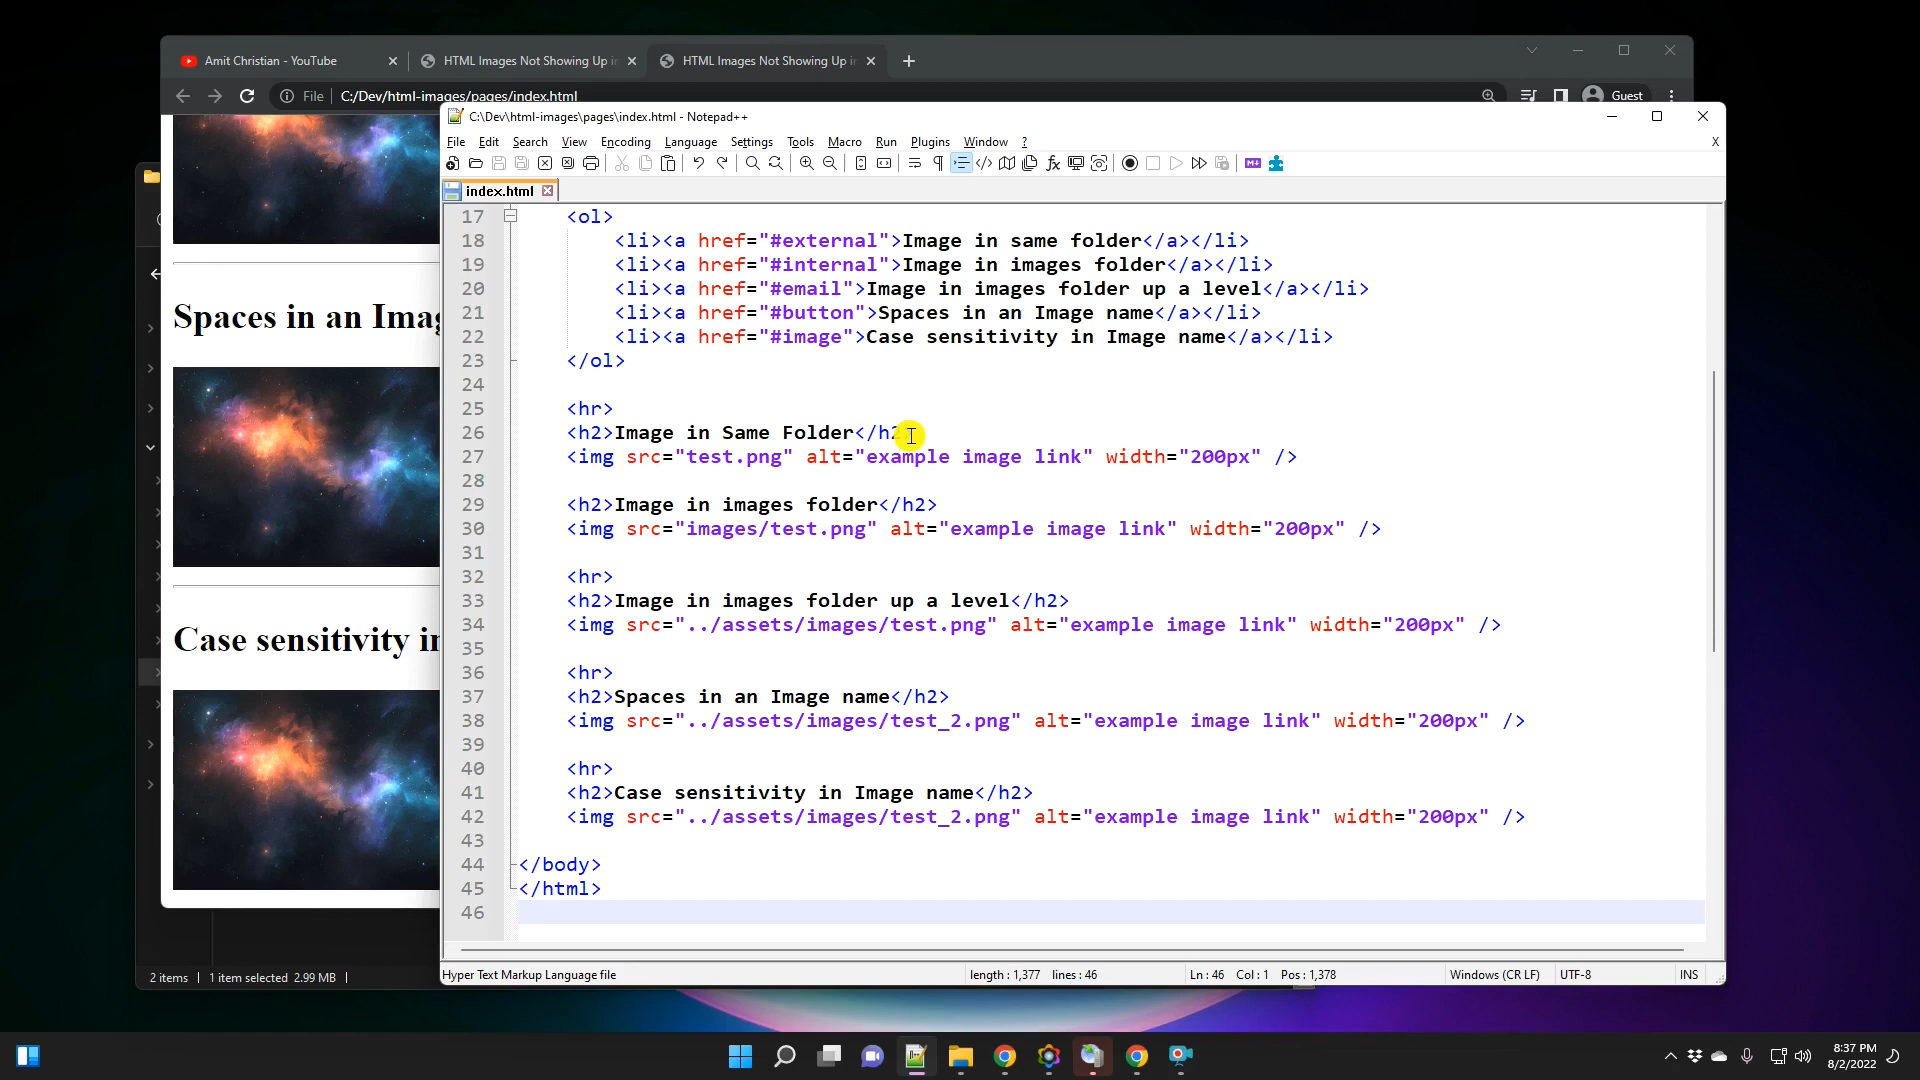 Amit Christian - YouTube
HTML Images Not Showing Up in
HTML Images Not Showing Up in
File
C:/Dev/html-images/pages/index.html
Guest
C:\Dev\html-images\pages\index.html - Notepad++
File Edit Search View Encoding Language Settings Tools Macro Run Plugins Window ?
X
index.html
17 <ol>
18 <li><a href="#external">Image in same folder</a></li>
19 <li><a href="#internal">Image in images folder</a></li>
20 <li><a href="#email">Image in images folder up a level</a></li>
21 <li><a href="#button">Spaces in an Image name</a></li>
22 <li><a href="#image">Case sensitivity in Image name</a></li>
23 </ol>
24
25 <hr>
26 <h2>Image in Same Folder</h2>
27 <img src="test.png" alt="example image link" width="200px" />
28
29 <h2>Image in images folder</h2>
30 <img src="images/test.png" alt="example image link" width="200px" />
31
32 <hr>
33 <h2>Image in images folder up a level</h2>
34 <img src="../assets/images/test.png" alt="example image link" width="200px" />
35
36 <hr>
37 <h2>Spaces in an Image name</h2>
38 <img src="../assets/images/test_2.png" alt="example image link" width="200px" />
39
40 <hr>
41 <h2>Case sensitivity in Image name</h2>
42 <img src="../assets/images/test_2.png" alt="example image link" width="200px" />
43
44 </body>
45 </html>
46
Spaces in an Imag
Case sensitivity in
2 items 1 item selected 2.99 MB
Hyper Text Markup Language file length : 1,377 lines : 46 Ln : 46 Col : 1 Pos : 1,378 Windows (CR LF) UTF-8 INS
8:37 PM
8/2/2022